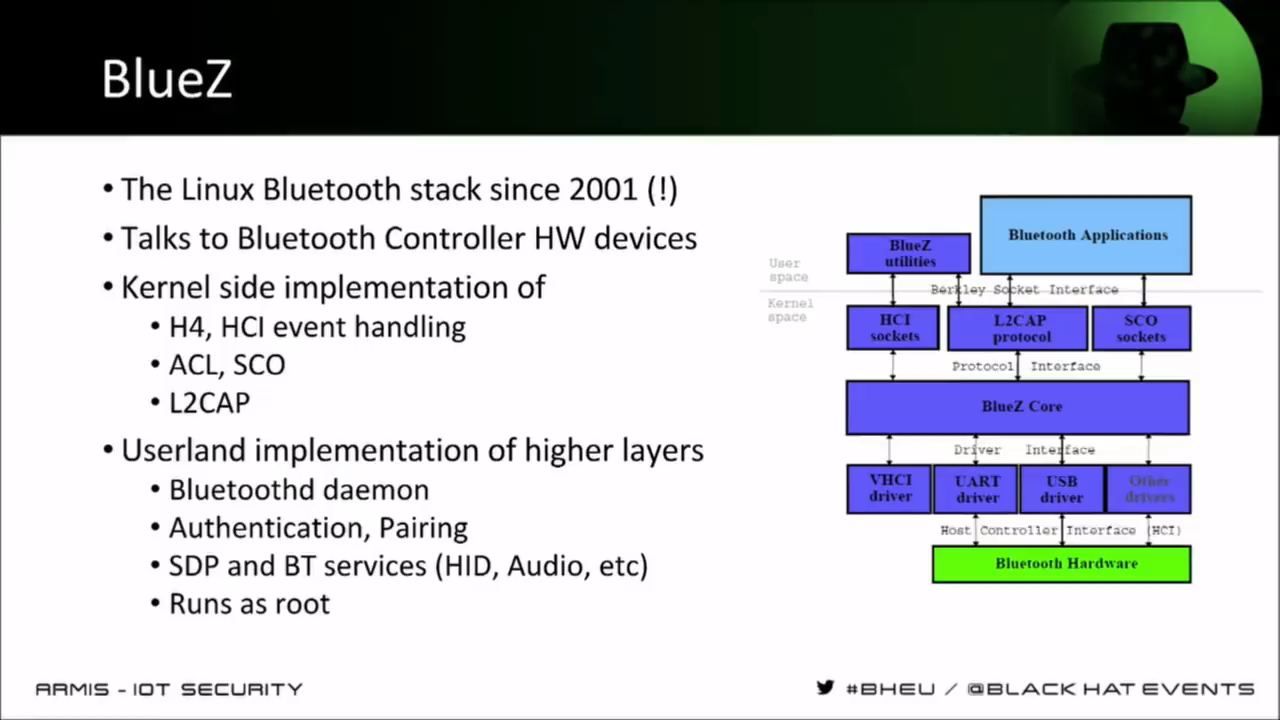 BlueZ
• The Linux Bluetooth stack since 2001 (!)
• Talks to Bluetooth Controller HW devices
• Kernel side implementation of
• H4, HCI event handling
• ACL, SCO
• L2CAP
• Userland implementation of higher layers
• Bluetoothd daemon
• Authentication, Pairing
• SDP and BT services (HID, Audio, etc)
• Runs as root
Bluetooth Applications
BlueZ
utilities
User
space
Berkley Socket Interface
Kernel
space
HCI
sockets
L2CAP
protocol
SCO
sockets
Protocol Interface
BlueZ Core
Driver Interface
VHCI
driver
UART
driver
USB
driver
Other
drivers
Host Controller Interface (HCI)
Bluetooth Hardware
ARMIS - IOT SECURITY
#BHEU / @BLACK HAT EVENTS